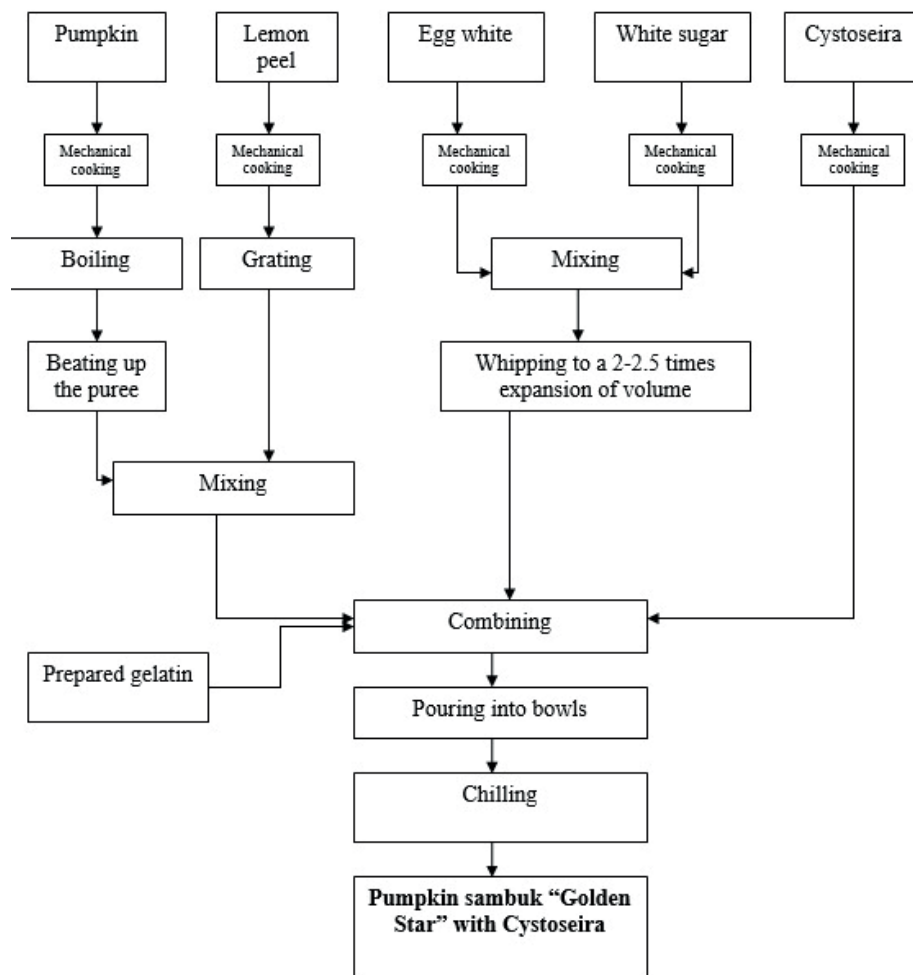 Pumpkin
Lemon
peel
Egg white
White sugar
Cystoseira
Mechanical
cooking
Mechanical
cooking
Mechanical
cooking
Mechanical
cooking
Mechanical
cooking
Boiling
Grating
Mixing
Beating up
the puree
Whipping to a 2-2.5 times
expansion of volume
Mixing
Combining
Prepared gelatin
Pouring into bowls
Chilling
Pumpkin sambuk “Golden
Star” with Cystoseira